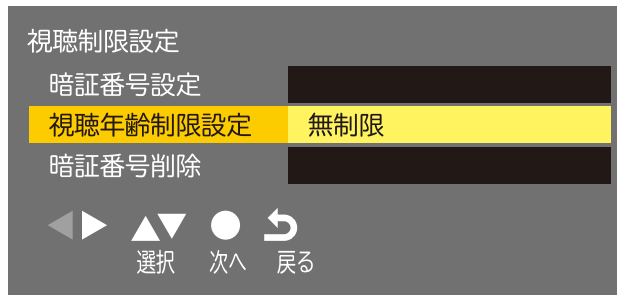 視聴制限設定
暗証番号設定
視聴年齢制限設定 無制限
暗証番号削除
選択 次へ 戻る